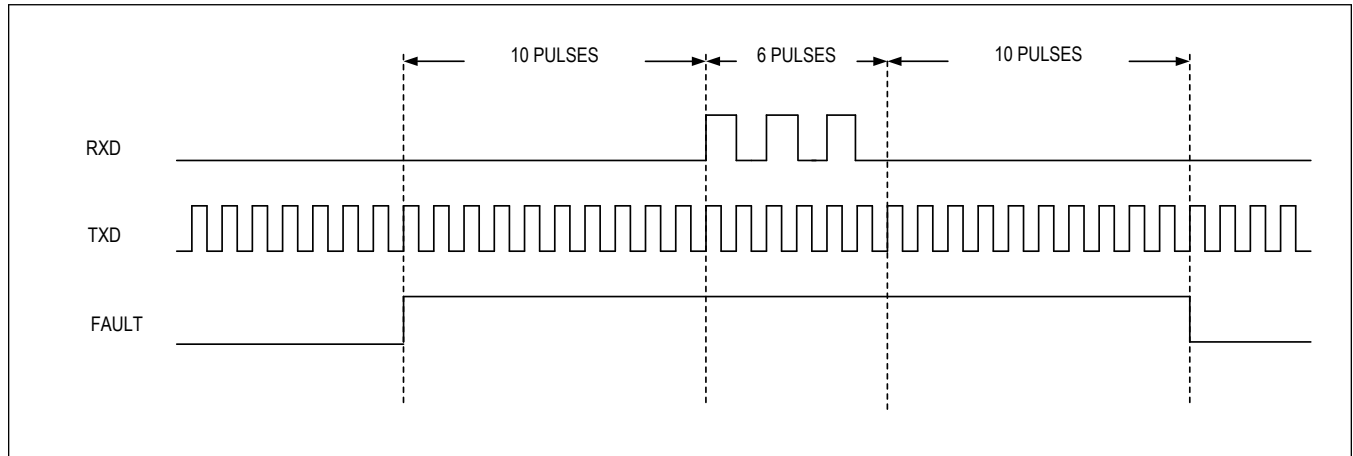 10 PULSES
6 PULSES
10 PULSES
RXD
TXD
FAULT